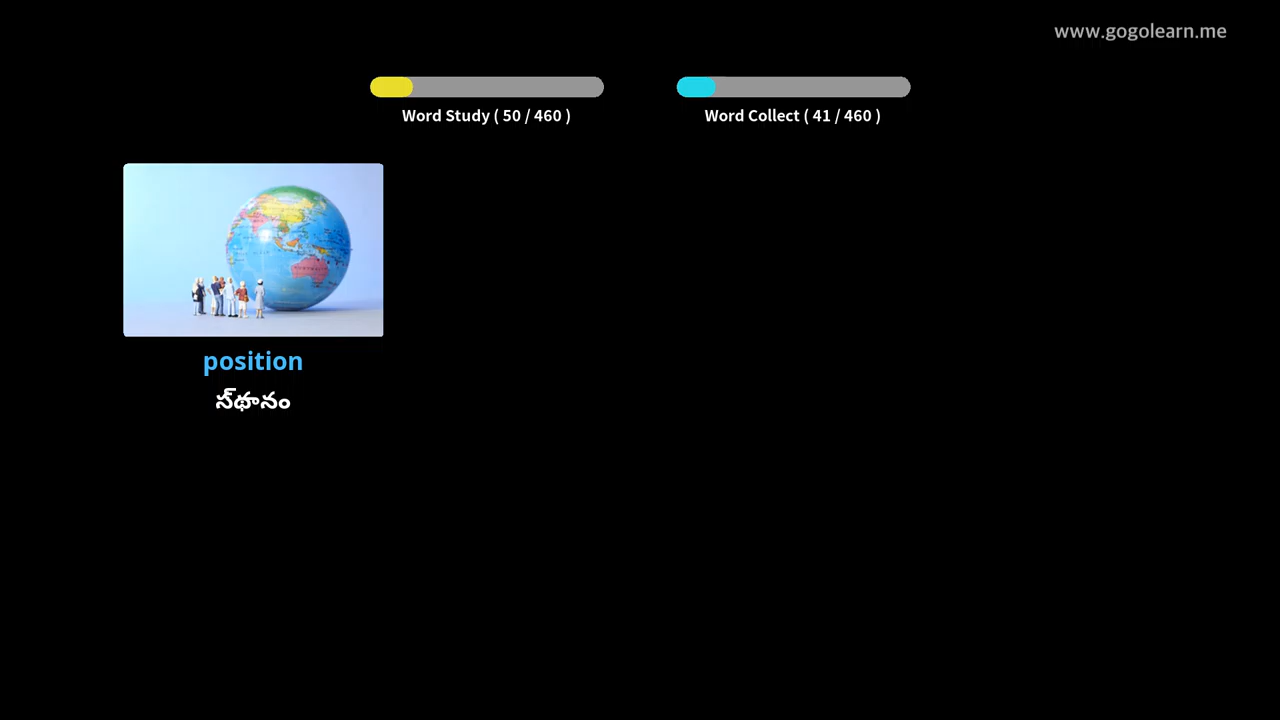 www.gogolearn.me
Word Study ( 50 / 460 )
Word Collect ( 41 / 460 )
position
స్థానం